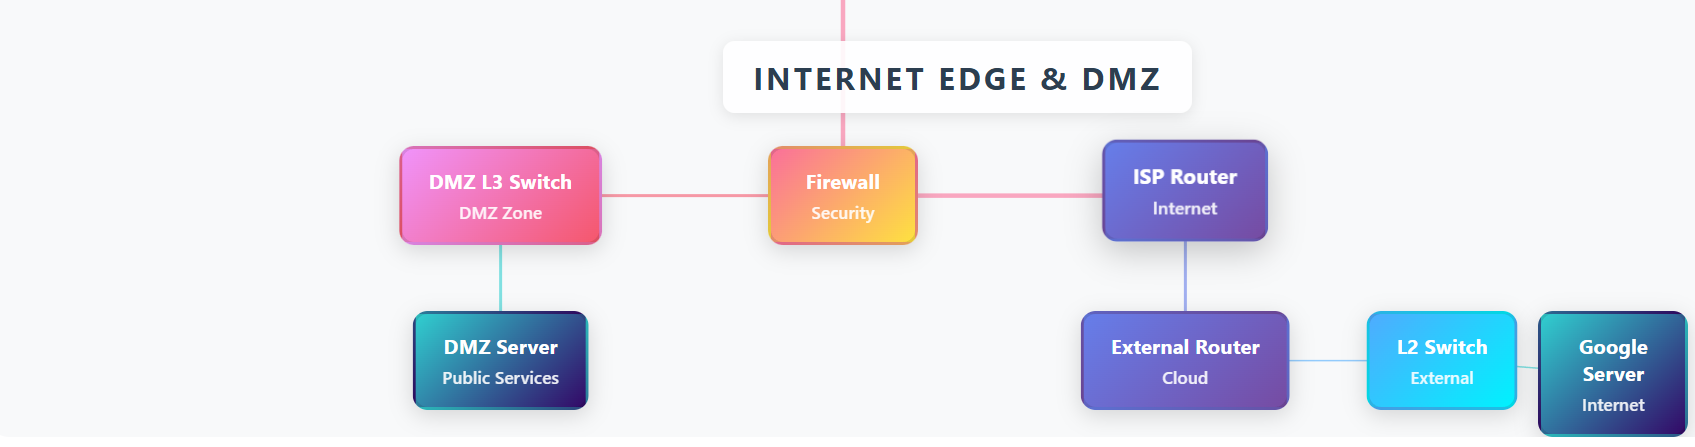 INTERNET EDGE & DMZ
DMZ L3 Switch
DMZ Zone
Firewall
Security
ISP Router
Internet
DMZ Server
Public Services
External Router
Cloud
L2 Switch
External
Google
Server
Internet